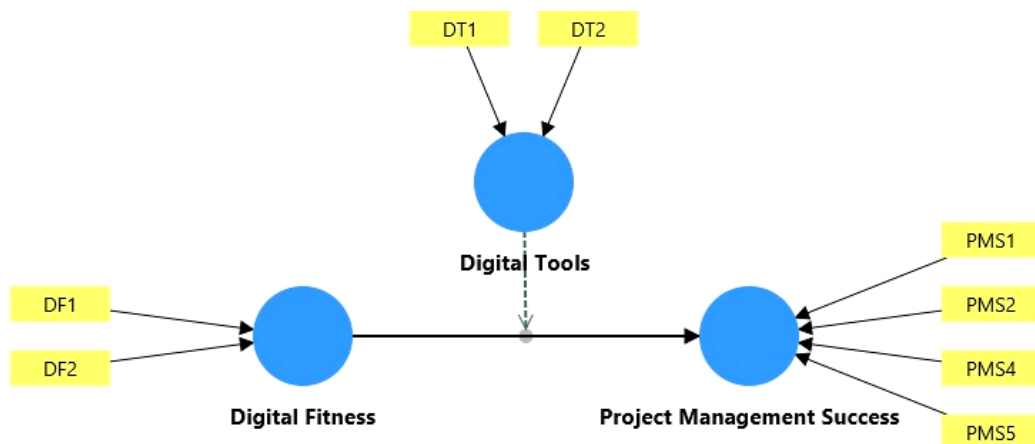 DT1
DT2
Digital Tools
DF1
DF2
Digital Fitness
PMS1
PMS2
PMS4
PMS5
Project Management Success